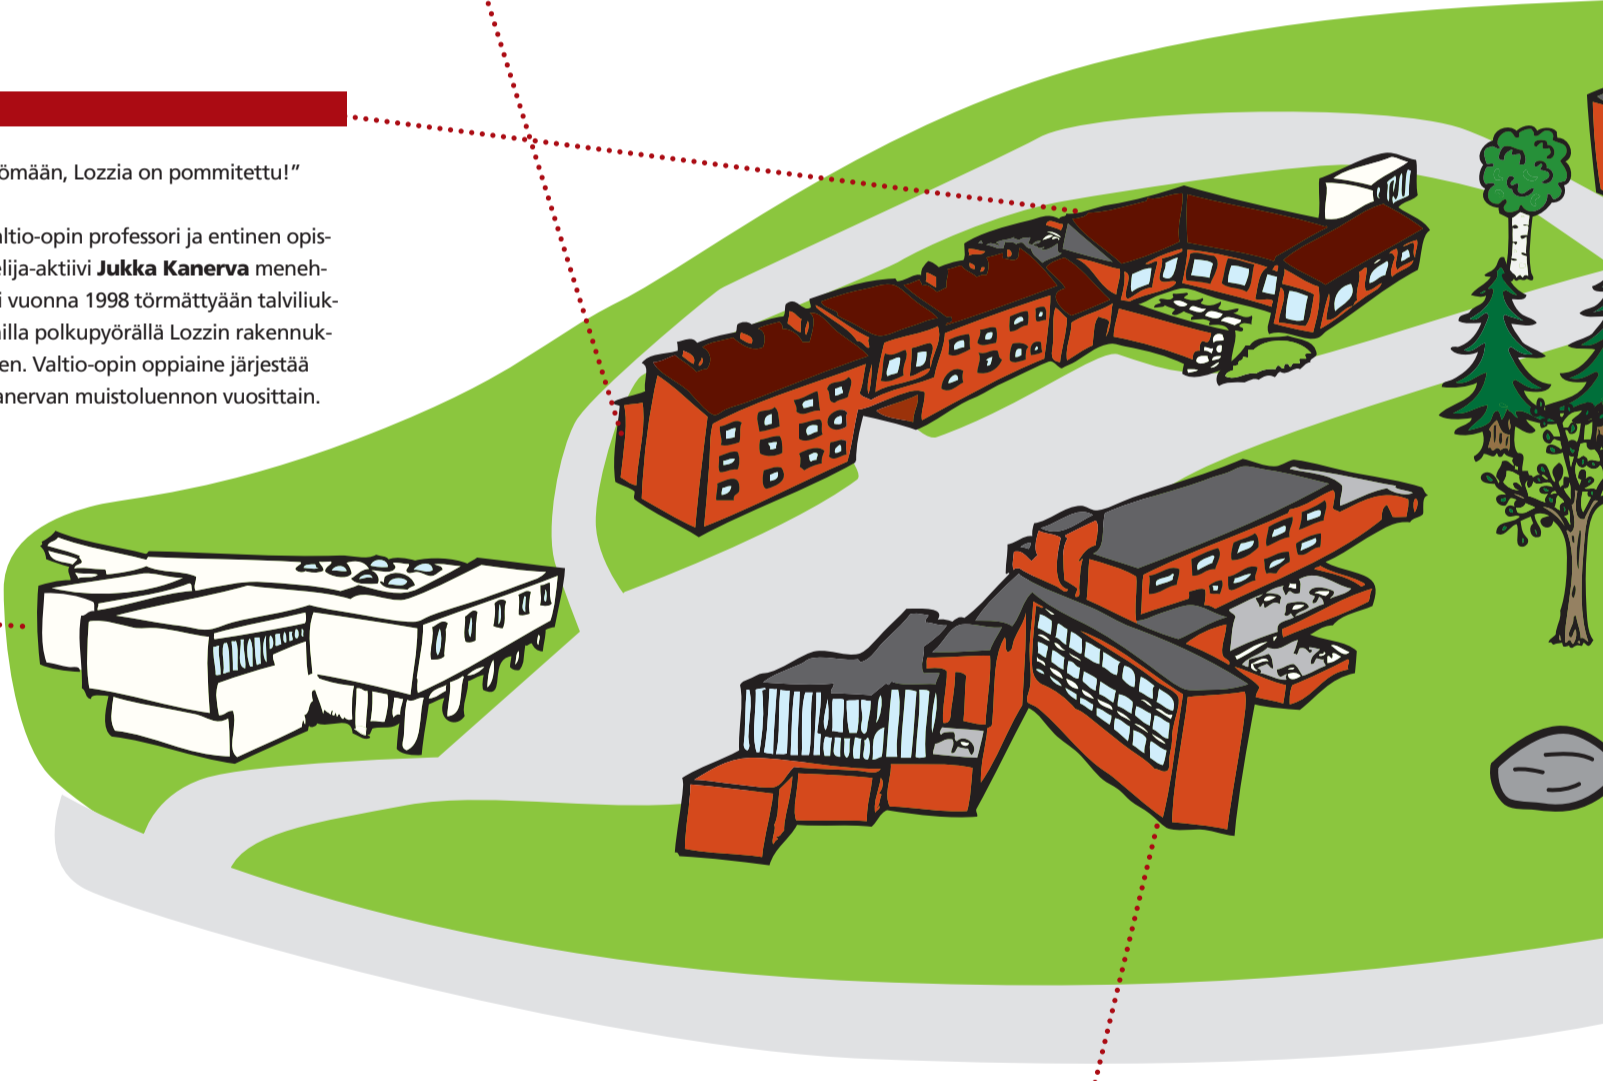 ömään, Lozzia on pommitettu!”
altio-opin professori ja entinen opis-
elija-aktiivi Jukka Kanerva meneh-
i vuonna 1998 törmättyään talviliuk-
illa polkupyörällä Lozzin rakennuk-
en. Valtio-opin oppiaine järjestää
anervan muistoluennon vuosittain.